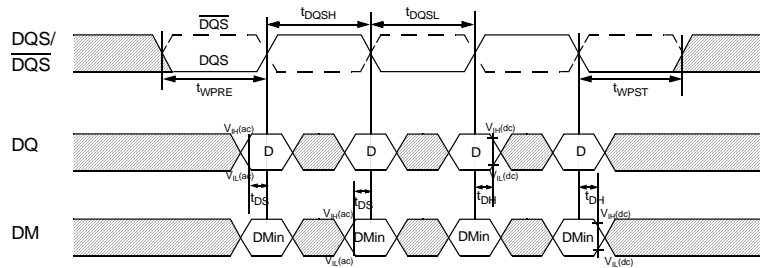 DQS tDQSH tDQSL
DQS/
DQS
DQS
tWPRE tWPST
VIH(ac) VIH(dc)
DQ D D D D
VIL(ac) VIL(dc)
tDS tDS tDH tDH
VIH(ac) VIH(dc)
DM DMin DMin DMin DMin
VIL(ac) VIL(dc)